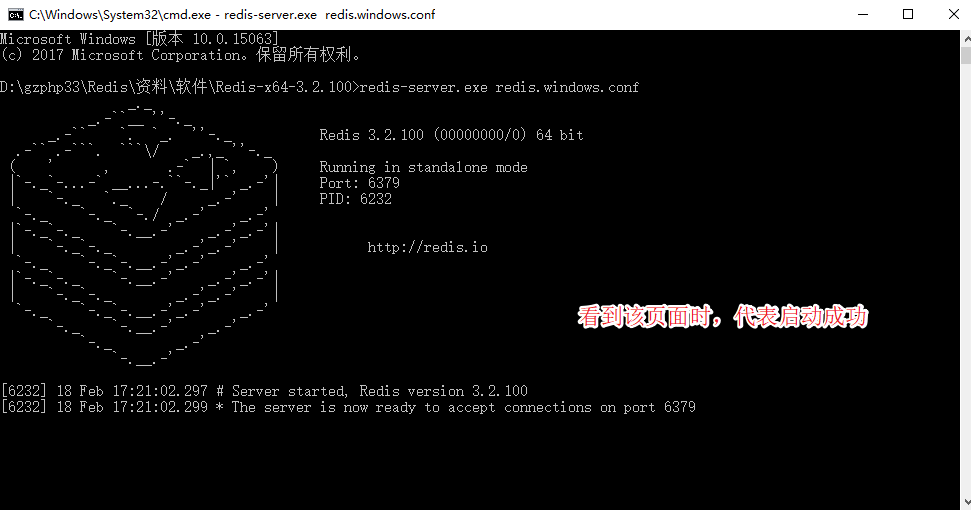 C:\Windows\System32\cmd.exe - redis-server.exe  redis.windows.conf
Microsoft Windows [版本 10.0.15063]
(c) 2017 Microsoft Corporation。保留所有权利。
D:\gzphp33\Redis\资料\软件\Redis-x64-3.2.100>redis-server.exe redis.windows.conf
Redis 3.2.100 (00000000/0) 64 bit
Running in standalone mode
Port: 6379
PID: 6232
http://redis.io
看到该页面时，代表启动成功
[6232] 18 Feb 17:21:02.297 # Server started, Redis version 3.2.100
[6232] 18 Feb 17:21:02.299 * The server is now ready to accept connections on port 6379